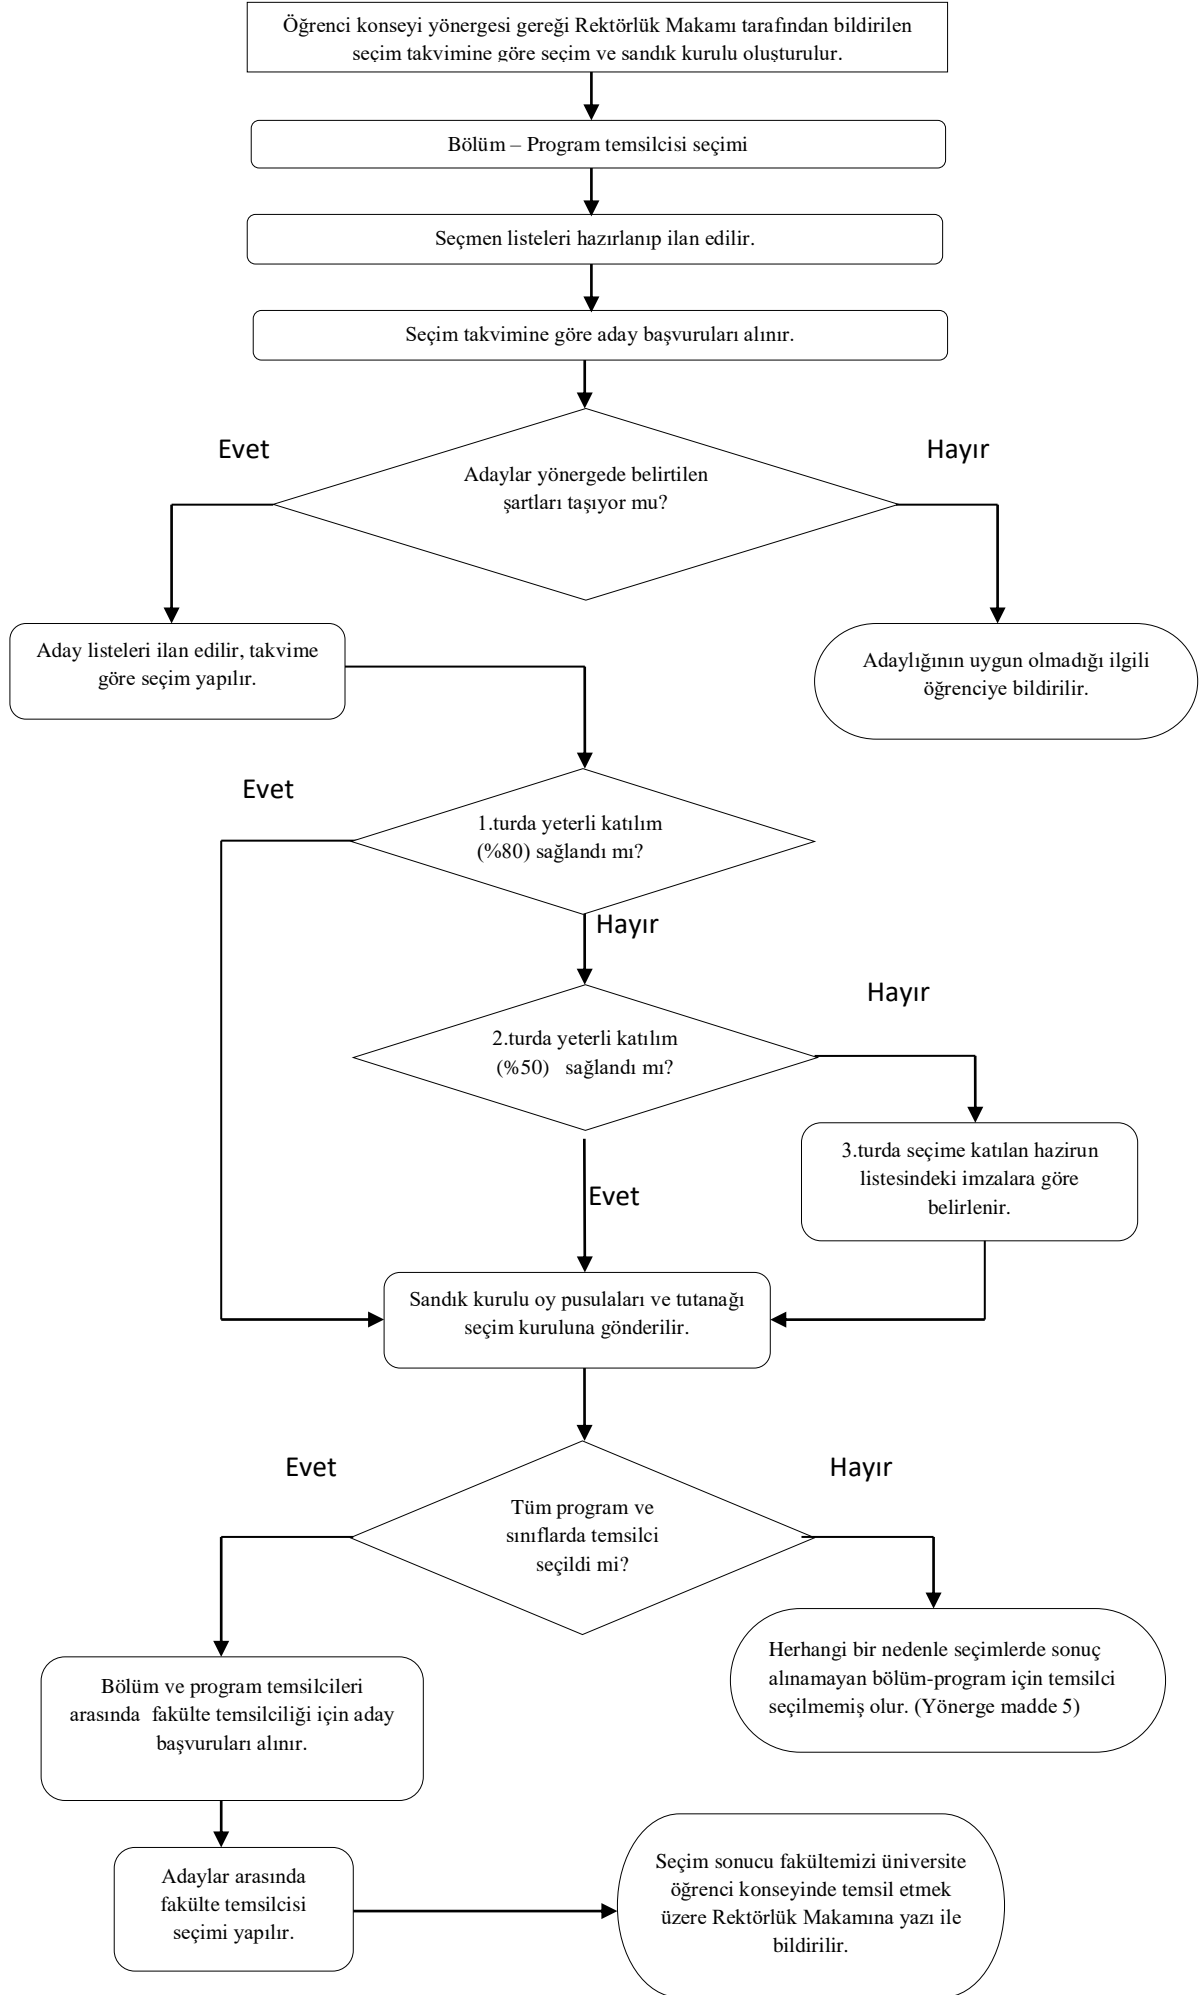 Öğrenci konseyi yönergesi gereği Rektörlük Makamı tarafından bildirilen
seçim takvimine göre seçim ve sandık kurulu oluşturulur.
Bölüm – Program temsilcisi seçimi
Seçmen listeleri hazırlanıp ilan edilir.
Seçim takvimine göre aday başvuruları alınır.
Evet
Hayır
Adaylar yönergede belirtilen
şartları taşıyor mu?
Aday listeleri ilan edilir, takvime
göre seçim yapılır.
Adaylığının uygun olmadığı ilgili
öğrenciye bildirilir.
Evet
1.turda yeterli katılım
(%80) sağlandı mı?
Hayır
Hayır
2.turda yeterli katılım
(%50) sağlandı mı?
3.turda seçime katılan hazirun
listesindeki imzalara göre
belirlenir.
Evet
Sandık kurulu oy pusulaları ve tutanağı
seçim kuruluna gönderilir.
Evet
Hayır
Tüm program ve
sınıflarda temsilci
seçildi mi?
Herhangi bir nedenle seçimlerde sonuç
alınamayan bölüm-program için temsilci
seçilmemiş olur. (Yönerge madde 5)
Bölüm ve program temsilcileri
arasında fakülte temsilciliği için aday
başvuruları alınır.
Adaylar arasında
fakülte temsilcisi
seçimi yapılır.
Seçim sonucu fakültemizi üniversite
öğrenci konseyinde temsil etmek
üzere Rektörlük Makamına yazı ile
bildirilir.